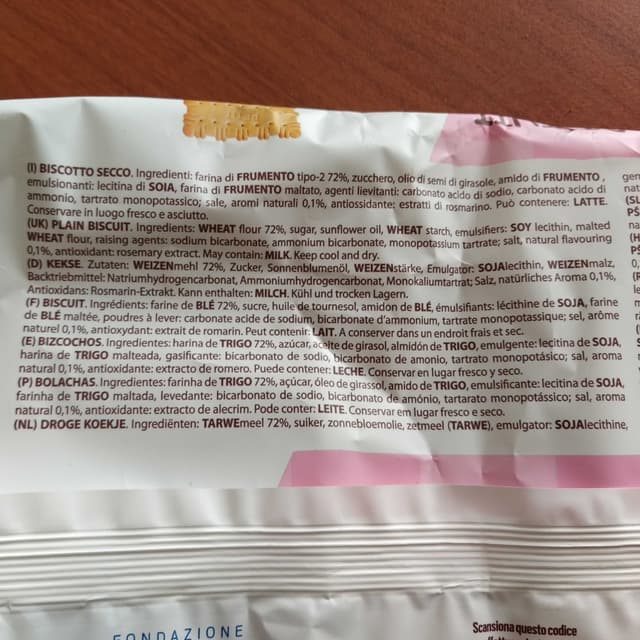 (I) BISCOTTO SECCO. Ingredienti: farina di FRUMENTO tipo-2 72%, zucchero, olio di semi di girasole, amido di FRUMENTO,
emulsionanti: lecitina di SOIA, farina di FRUMENTO maltato, agenti lievitanti: carbonato acido di sodio, carbonato acido di
ammonio, tartrato monopotassico; sale, aromi naturali 0,1%, antiossidante: estratti di rosmarino. Può contenere: LATTE.
Conservare in luogo fresco e asciutto.
(UK) PLAIN BISCUIT. Ingredients: WHEAT flour 72%, sugar, sunflower oil, WHEAT starch, emulsifiers: SOY lecithin, malted
WHEAT flour, raising agents: sodium bicarbonate, ammonium bicarbonate, monopotassium tartrate; salt, natural flavouring
0,1%, antioxidant: rosemary extract. May contain: MILK. Keep cool and dry.
(D) KEKSE. Zutaten: WEIZENmehl 72%, Zucker, Sonnenblumenöl, WEIZENstärke, Emulgator: SOJAlecithin, WEIZENmalz,
Backtriebmittel: Natriumhydrogencarbonat, Ammoniumhydrogencarbonat, Monokaliumtartrat; Salz, natürliches Aroma 0,1%,
Antioxidans: Rosmarin-Extrakt. Kann enthalten: MILCH. Kühl und trocken Lagern.
(F) BISCUIT. Ingrédients: farine de BLÉ 72%, sucre, huile de tournesol, amidon de BLÉ, émulsifiants: lécithine de SOJA, farine
de BLÉ maltée, poudres à lever: carbonate acide de sodium, bicarbonate d'ammonium, tartrate monopotassique; sel, arôme
naturel 0,1%, antioxydant: extrait de romarin. Peut contenir: LAIT. A conserver dans un endroit frais et sec.
(E) BIZCOCHOS. Ingredientes: harina de TRIGO 72%, azúcar, aceite de girasol, almidón de TRIGO, emulgente: lecitina de SOJA,
harina de TRIGO malteada, gasificante: bicarbonato de sodio, bicarbonato de amonio, tartrato monopotásico; sal, aroma
natural 0,1%, antioxidante: extracto de romero. Puede contener: LECHE. Conservar en lugar fresco y seco.
(P) BOLACHAS. Ingredientes: farinha de TRIGO 72%, açúcar, óleo de girassol, amido de TRIGO, emulsificante: lecitina de SOJA,
farinha de TRIGO maltada, levedante: bicarbonato de sodio, bicarbonato de amónio, tartarato monopotássico; sal, aroma
natural 0,1%, antioxidante: extracto de alecrim. Pode conter: LEITE. Conservar em lugar fresco e seco.
(NL) DROGE KOEKJE. Ingrediënten: TARWEmeel 72%, suiker, zonnebloemolie, zetmeel (TARWE), emulgator: SOJAlecithine,
FONDAZIONE
Scansiona questo codice